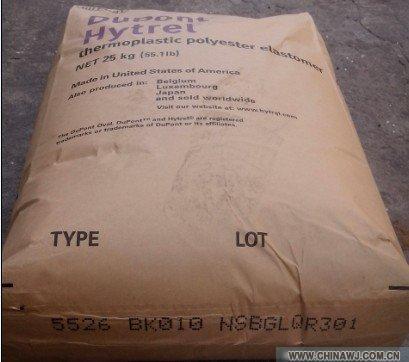 DuPont
Hytrel
thermoplastic polyester elastomer
NET 25 kg (55.1lb)
Made in United States of America
Also produced in: Belgium
Luxembourg
Japan
and sold worldwide
Visit our website at: www.hytrel.com
The DuPont Oval, DuPont™ and Hytrel® are registered
trademarks or trademarks of DuPont or its affiliates.
TYPE LOT
5526 BK010 NSBGLQR301
WWW.CHINAWJ.COM.CN